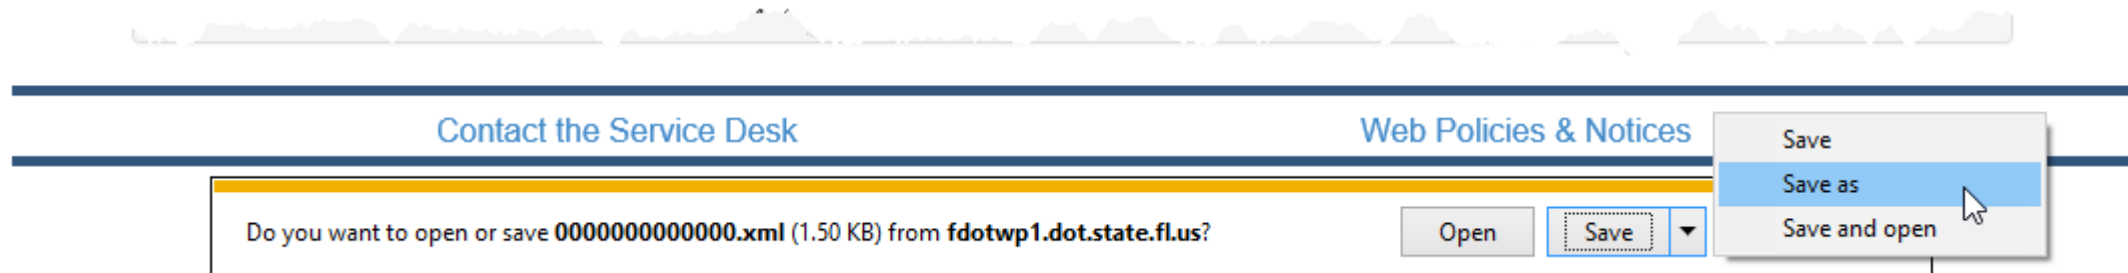 Contact the Service Desk
Web Policies & Notices
Save
Save as
Save and open
Do you want to open or save 0000000000000.xml (1.50 KB) from fdotwp1.dot.state.fl.us?
Open
Save